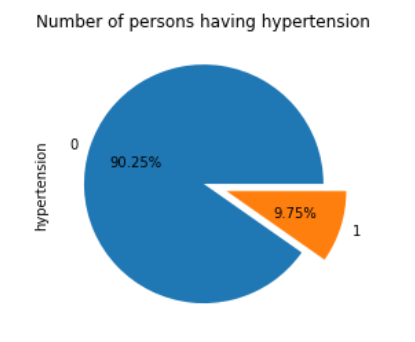 Number of persons having hypertension
0
90.25%
hypertension
9.75%
1